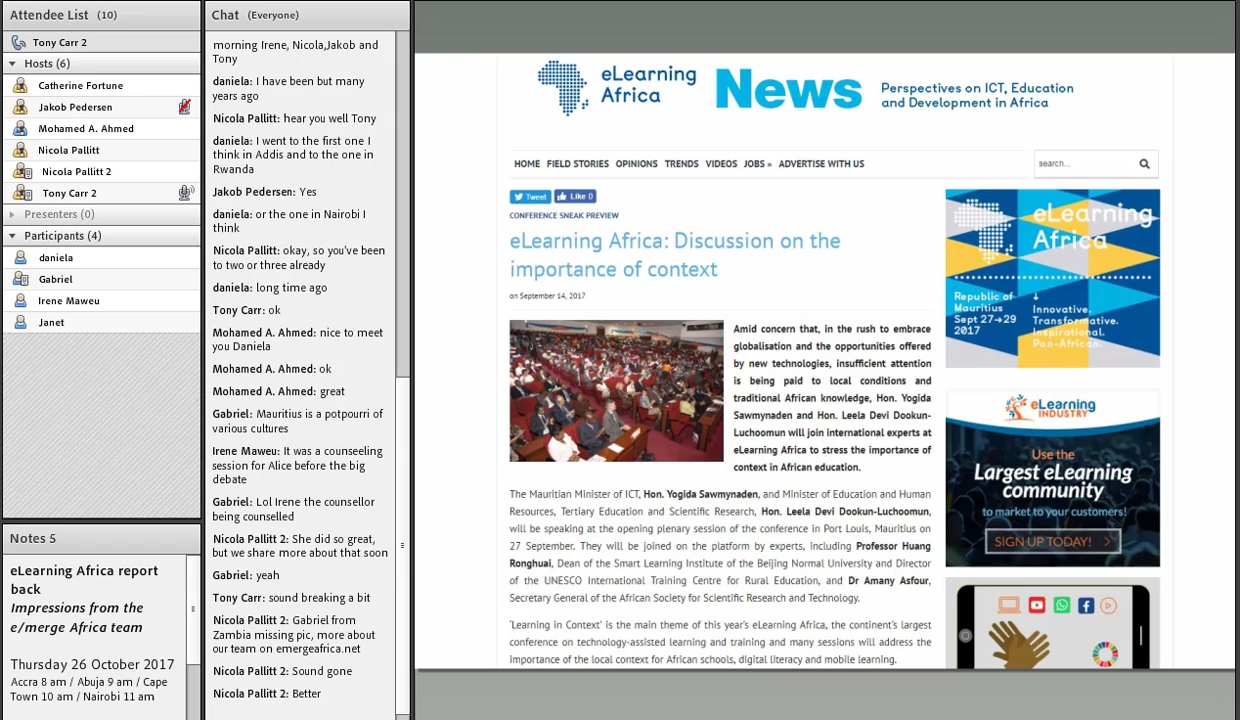 Attendee List (10)
Tony Carr 2
Hosts (6)
Catherine Fortune
Jakob Pedersen
Mohamed A. Ahmed
Nicola Pallitt
Nicola Pallitt 2
Tony Carr 2
Presenters (0)
Participants (4)
daniela
Gabriel
Irene Maweu
Janet
Notes 5
eLearning Africa report
back
Impressions from the
e/merge Africa team
Thursday 26 October 2017
Accra 8 am / Abuja 9 am / Cape
Town 10 am / Nairobi 11 am
Chat (Everyone)
morning Irene, Nicola,Jakob and
Tony
daniela: I have been but many
years ago
Nicola Pallitt: hear you well Tony
daniela: I went to the first one I
think in Addis and to the one in
Rwanda
Jakob Pedersen: Yes
daniela: or the one in Nairobi I
think
Nicola Pallitt: okay, so you've been
to two or three already
daniela: long time ago
Tony Carr: ok
Mohamed A. Ahmed: nice to meet
you Daniela
Mohamed A. Ahmed: ok
Mohamed A. Ahmed: great
Gabriel: Mauritius is a potpourri of
various cultures
Irene Maweu: It was a counseeling
session for Alice before the big
debate
Gabriel: Lol Irene the counsellor
being counselled
Nicola Pallitt 2: She did so great,
but we share more about that soon
Gabriel: yeah
Tony Carr: sound breaking a bit
Nicola Pallitt 2: Gabriel from
Zambia missing pic, more about
our team on emergeafrica.net
Nicola Pallitt 2: Sound gone
Nicola Pallitt 2: Better
eLearning
Africa
News
Perspectives on ICT, Education
and Development in Africa
HOME FIELD STORIES OPINIONS TRENDS VIDEOS JOBS » ADVERTISE WITH US
search...
Tweet
Like 0
CONFERENCE SNEAK PREVIEW
eLearning Africa: Discussion on the
importance of context
on September 14, 2017
Amid concern that, in the rush to embrace
globalisation and the opportunities offered
by new technologies, insufficient attention
is being paid to local conditions and
traditional African knowledge, Hon. Yogida
Sawmynaden and Hon. Leela Devi Dookun-
Luchoomun will join international experts at
eLearning Africa to stress the importance of
context in African education.
The Mauritian Minister of ICT, Hon. Yogida Sawmynaden, and Minister of Education and Human
Resources, Tertiary Education and Scientific Research, Hon. Leela Devi Dookun-Luchoomun,
will be speaking at the opening plenary session of the conference in Port Louis, Mauritius on
27 September. They will be joined on the platform by experts, including Professor Huang
Ronghuai, Dean of the Smart Learning Institute of the Beijing Normal University and Director
of the UNESCO International Training Centre for Rural Education, and Dr Amany Asfour,
Secretary General of the African Society for Scientific Research and Technology.
'Learning in Context' is the main theme of this year's eLearning Africa, the continent's largest
conference on technology-assisted learning and training and many sessions will address the
importance of the local context for African schools, digital literacy and mobile learning.
eLearning
Africa
Republic of
Mauritius
Sept 27→29
2017
↓
Innovative.
Transformative.
Inspirational.
Pan-African.
eLearning
INDUSTRY
Use the
Largest eLearning
community
to market to your customers!
SIGN UP TODAY!